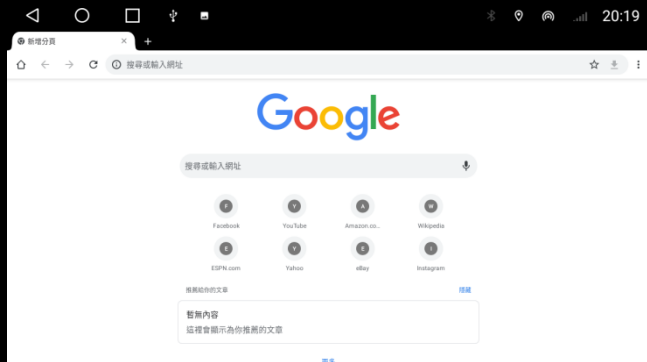 20:19
新增分頁
搜尋或輸入網址
Google
搜尋或輸入網址
F Y A W
Facebook YouTube Amazon.co... Wikipedia
E Y E I
ESPN.com Yahoo eBay Instagram
推薦給你的文章 隱藏
暫無內容
這裡會顯示為你推薦的文章
更多